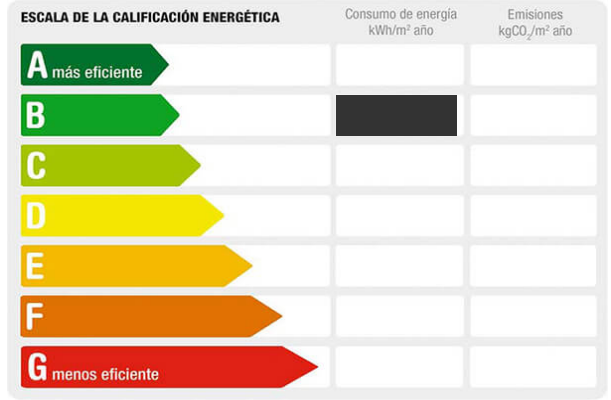 ESCALA DE LA CALIFICACIÓN ENERGÉTICA
Consumo de energía
kWh/m² año
Emisiones
kgCO₂/m² año
A más eficiente
B
C
D
E
F
G menos eficiente